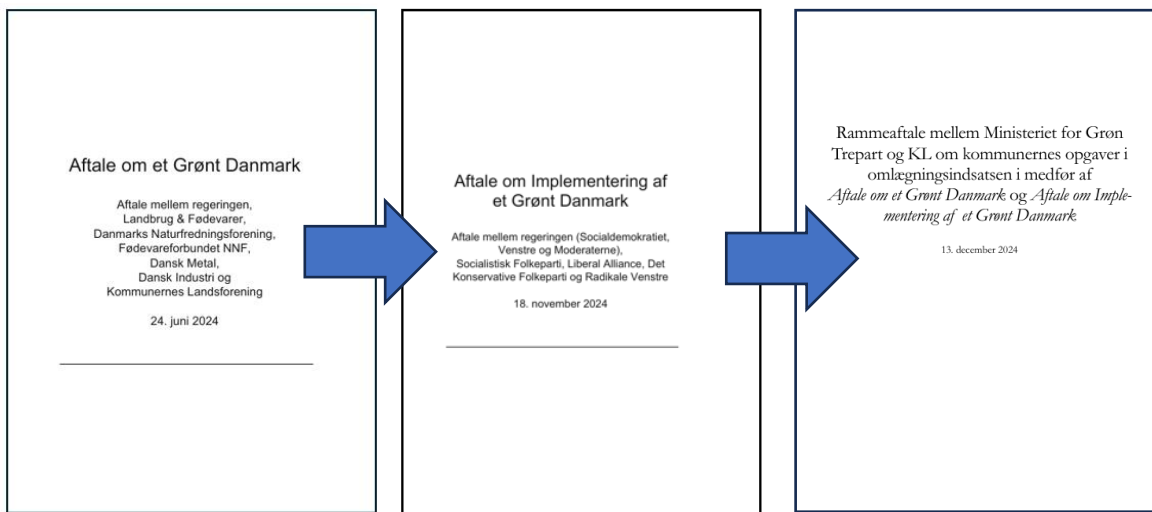 Aftale om et Grønt Danmark
Aftale mellem regeringen,
Landbrug & Fødevarer,
Danmarks Naturfredningsforening,
Fødevareforbundet NNF,
Dansk Metal,
Dansk Industri og
Kommunernes Landsforening
24. juni 2024
Aftale om Implementering af
et Grønt Danmark
Aftale mellem regeringen (Socialdemokratiet,
Venstre og Moderaterne),
Socialistisk Folkeparti, Liberal Alliance, Det
Konservative Folkeparti og Radikale Venstre
18. november 2024
Rammeaftale mellem Ministeriet for Grøn
Trepart og KL om kommunernes opgaver i
omlægningsindsatsen i medfør af
Aftale om et Grønt Danmark og Aftale om Imple-
mentering af et Grønt Danmark
13. december 2024